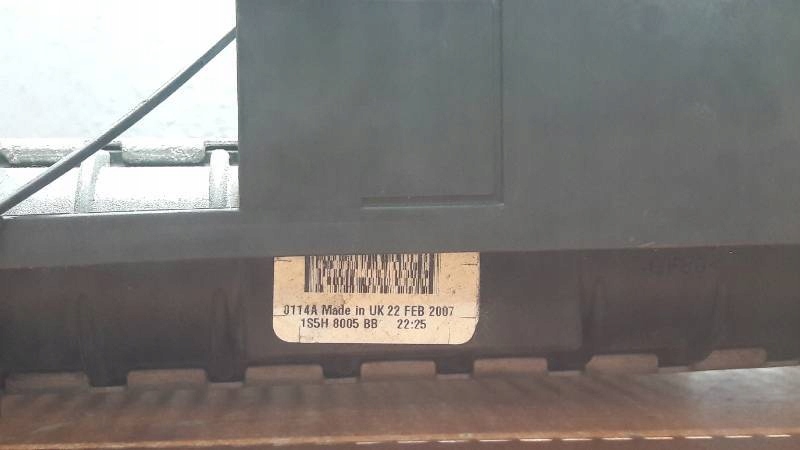 0114A Made in UK 22 FEB 2007
1S5H 8005 BB 22:25